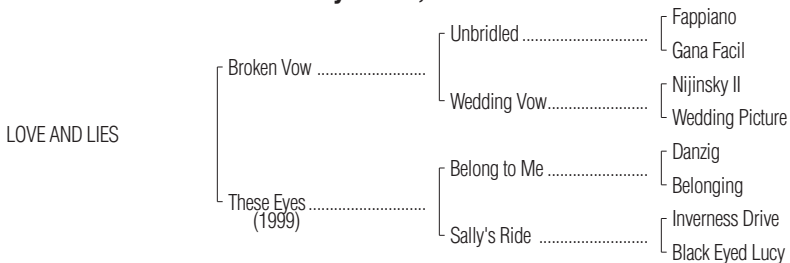 Fappiano
Unbridled ..............................
Gana Facil
Broken Vow ..........................
Nijinsky II
Wedding Vow........................
Wedding Picture
LOVE AND LIES
Danzig
Belong to Me ........................
Belonging
These Eyes ............................
(1999)
Inverness Drive
Sally's Ride ..........................
Black Eyed Lucy